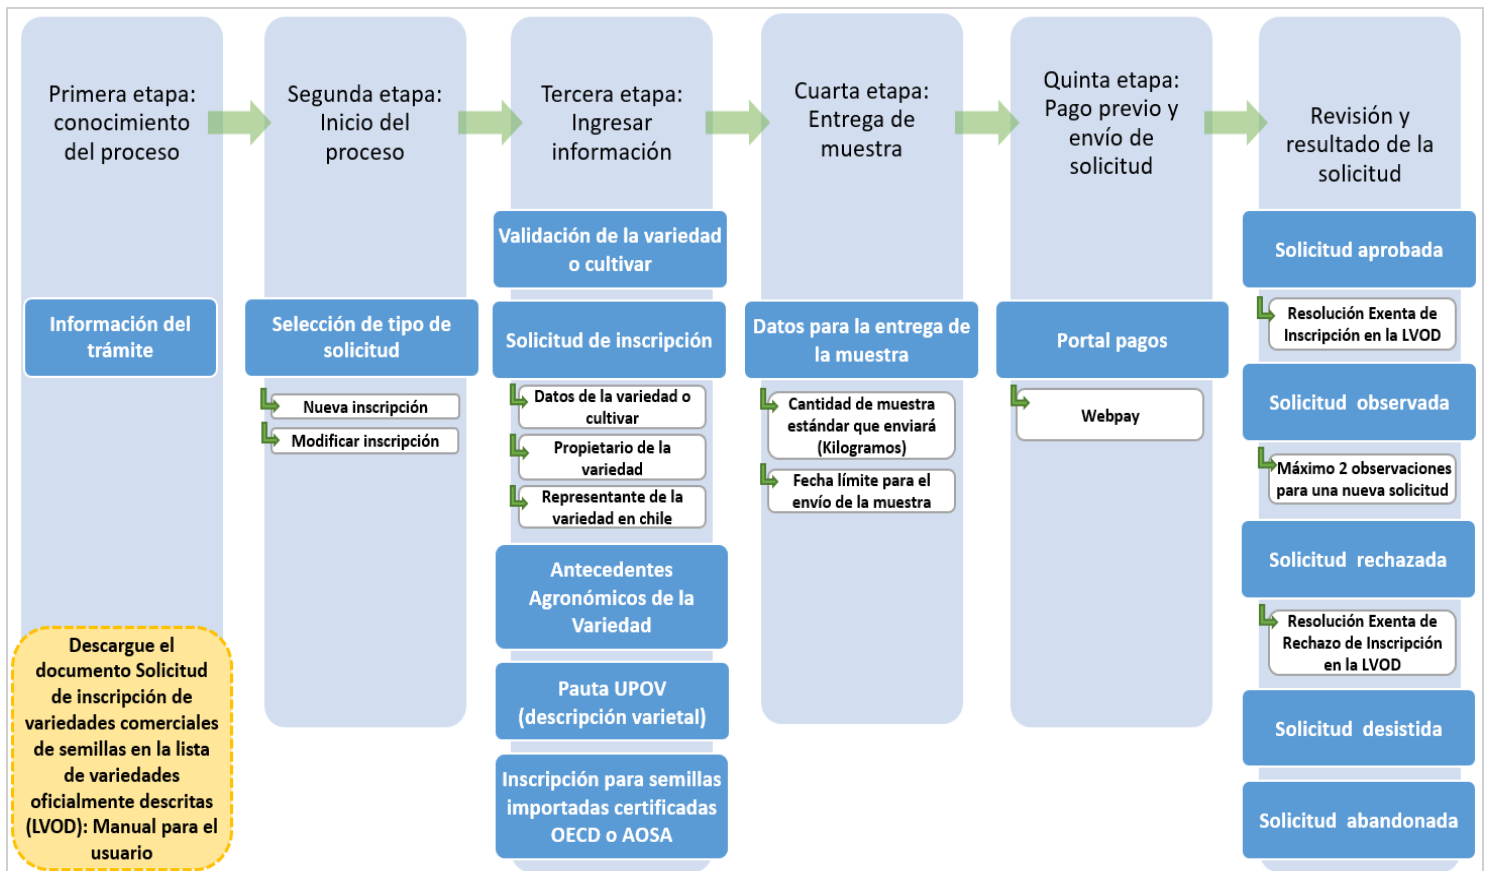 Primera etapa:
conocimiento
del proceso
Información del
trámite
Descargue el
documento Solicitud
de inscripción de
variedades comerciales
de semillas en la lista
de variedades
oficialmente descritas
(LVOD): Manual para el
usuario
Segunda etapa:
Inicio del
proceso
Selección de tipo de
solicitud
Nueva inscripción
Modificar inscripción
Tercera etapa:
Ingresar
información
Validación de la variedad
o cultivar
Solicitud de inscripción
Datos de la variedad o
cultivar
Propietario de la
variedad
Representante de la
variedad en chile
Antecedentes
Agronómicos de la
Variedad
Pauta UPOV
(descripción varietal)
Inscripción para semillas
importadas certificadas
OECD o AOSA
Cuarta etapa:
Entrega de
muestra
Datos para la entrega de
la muestra
Cantidad de muestra
estándar que enviará
(Kilogramos)
Fecha límite para el
envío de la muestra
Quinta etapa:
Pago previo y
envío de
solicitud
Portal pagos
Webpay
Revisión y
resultado de la
solicitud
Solicitud aprobada
Resolución Exenta de
Inscripción en la LVOD
Solicitud observada
Máximo 2 observaciones
para una nueva solicitud
Solicitud rechazada
Resolución Exenta de
Rechazo de Inscripción
en la LVOD
Solicitud desistida
Solicitud abandonada